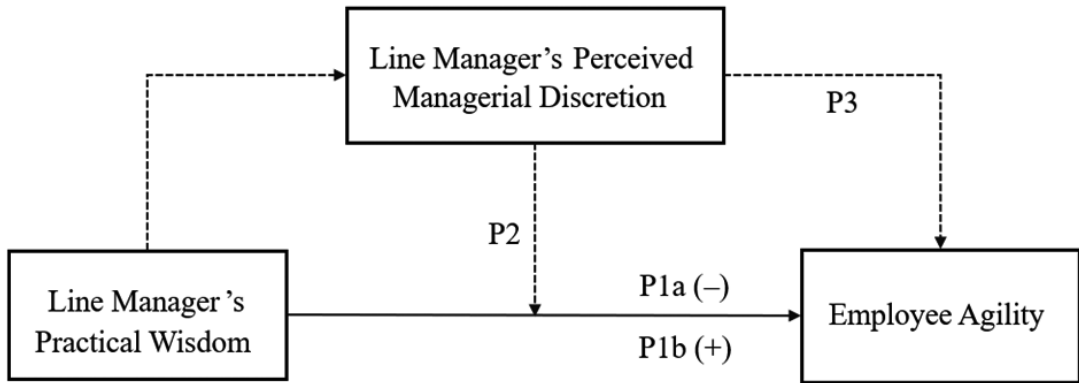 Line Manager’s Perceived
Managerial Discretion
P3
P2
Line Manager’s
Practical Wisdom
P1a (–)
P1b (+)
Employee Agility